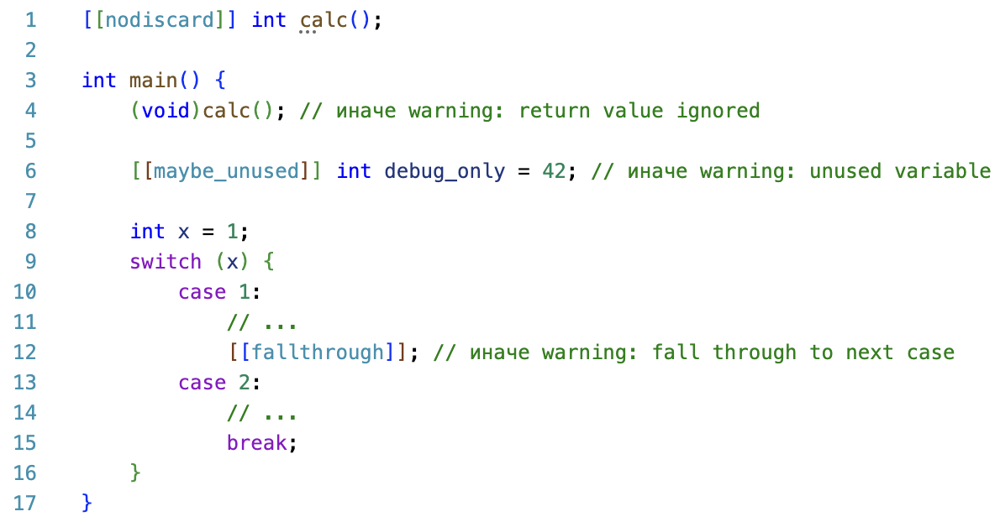 1 [[nodiscard]] int calc();
2
3 int main() {
4     (void)calc(); // иначе warning: return value ignored
5
6     [[maybe_unused]] int debug_only = 42; // иначе warning: unused variable
7
8     int x = 1;
9     switch (x) {
10         case 1:
11             // ...
12             [[fallthrough]]; // иначе warning: fall through to next case
13         case 2:
14             // ...
15             break;
16     }
17 }